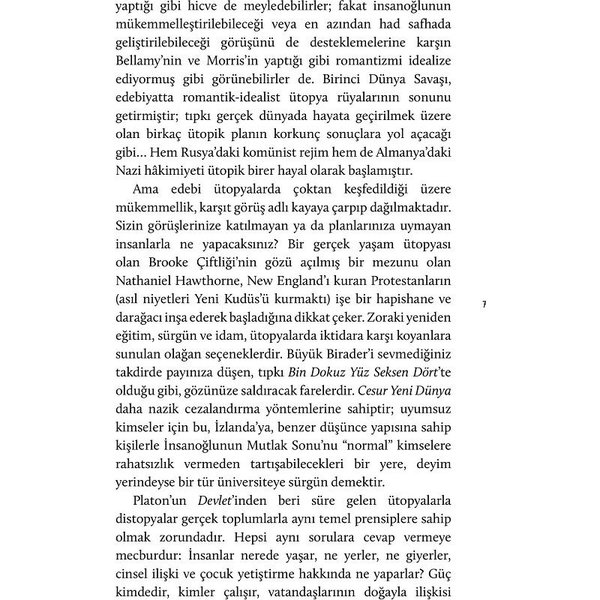 yaptığı gibi hicve de meyledebilirler; fakat insanoğlunun
mükemmelleştirilebileceği veya en azından had safhada
geliştirilebileceği görüşünü de desteklemelerine karşın
Bellamy’nin ve Morris’in yaptığı gibi romantizmi idealize
ediyormuş gibi görünebilirler de. Birinci Dünya Savaşı,
edebiyatta romantik-idealist ütopya rüyalarının sonunu
getirmiştir; tıpkı gerçek dünyada hayata geçirilmek üzere
olan birkaç ütopik planın korkunç sonuçlara yol açacağı
gibi... Hem Rusya’daki komünist rejim hem de Almanya’daki
Nazi hâkimiyeti ütopik birer hayal olarak başlamıştır.
Ama edebi ütopyalarda çoktan keşfedildiği üzere
mükemmellik, karşıt görüş adlı kayaya çarpıp dağılmaktadır.
Sizin görüşlerinize katılmayan ya da planlarınıza uymayan
insanlarla ne yapacaksınız? Bir gerçek yaşam ütopyası
olan Brooke Çiftliği’nin gözü açılmış bir mezunu olan
Nathaniel Hawthorne, New England’ı kuran Protestanların
(asıl niyetleri Yeni Kudüs’ü kurmaktı) işe bir hapishane ve
darağacı inşa ederek başladığına dikkat çeker. Zoraki yeniden
eğitim, sürgün ve idam, ütopyalarda iktidara karşı koyanlara
sunulan olağan seçeneklerdir. Büyük Birader’i sevmediğiniz
takdirde payınıza düşen, tıpkı Bin Dokuz Yüz Seksen Dört’te
olduğu gibi, gözünüze saldıracak farelerdir. Cesur Yeni Dünya
daha nazik cezalandırma yöntemlerine sahiptir; uyumsuz
kimseler için bu, İzlanda’ya, benzer düşünce yapısına sahip
kişilerle İnsanoğlunun Mutlak Sonu’nu “normal” kimselere
rahatsızlık vermeden tartışabilecekleri bir yere, deyim
yerindeyse bir tür üniversiteye sürgün demektir.
Platon’un Devlet’inden beri süre gelen ütopyalarla
distopyalar gerçek toplumlarla aynı temel prensiplere sahip
olmak zorundadır. Hepsi aynı sorulara cevap vermeye
mecburdur: İnsanlar nerede yaşar, ne yerler, ne giyerler,
cinsel ilişki ve çocuk yetiştirme hakkında ne yaparlar? Güç
kimdedir, kimler çalışır, vatandaşlarının doğayla ilişkisi
7